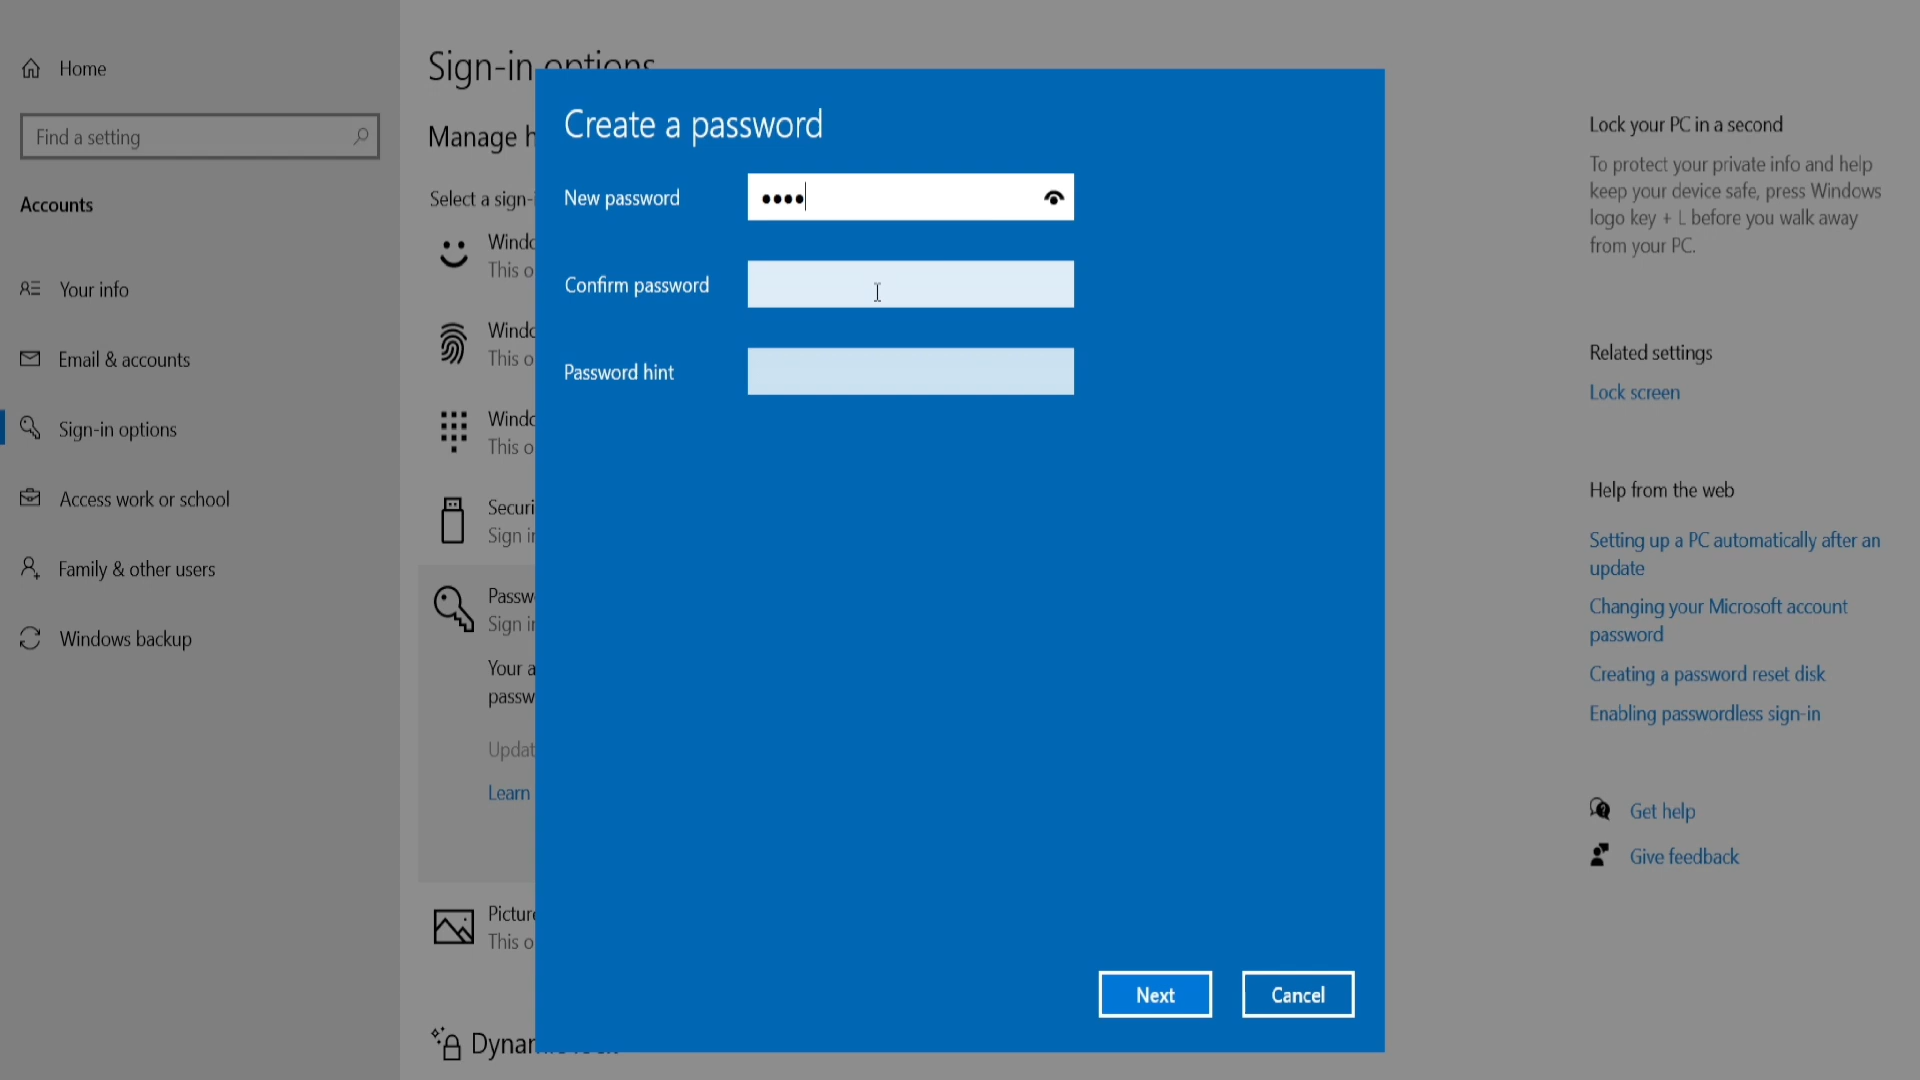 Home
Find a setting
Accounts
Your info
Email & accounts
Sign-in options
Access work or school
Family & other users
Windows backup
Sign-in options
Manage h
Select a sign-i
Windo
This o
Windo
This o
Windo
This o
Securi
Sign in
Passw
Sign in
Your a
passw
Updat
Learn
Picture
This o
Create a password
New password
••••
Confirm password
Password hint
Next
Cancel
Lock your PC in a second
To protect your private info and help
keep your device safe, press Windows
logo key + L before you walk away
from your PC.
Related settings
Lock screen
Help from the web
Setting up a PC automatically after an
update
Changing your Microsoft account
password
Creating a password reset disk
Enabling passwordless sign-in
Get help
Give feedback